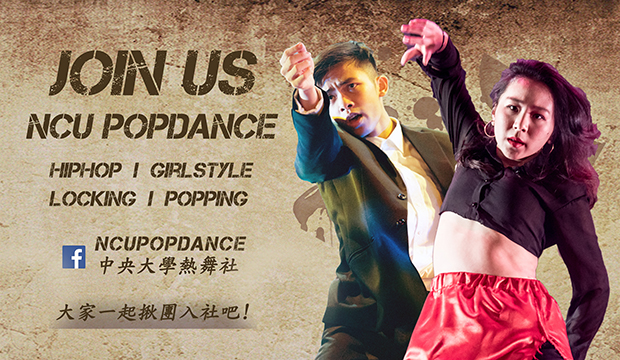 JOIN US
NCU POPDANCE
HIPHOP | GIRLSTYLE
LOCKING | POPPING
f
NCUPOPDANCE
中央大學熱舞社
大家一起揪團入社吧!